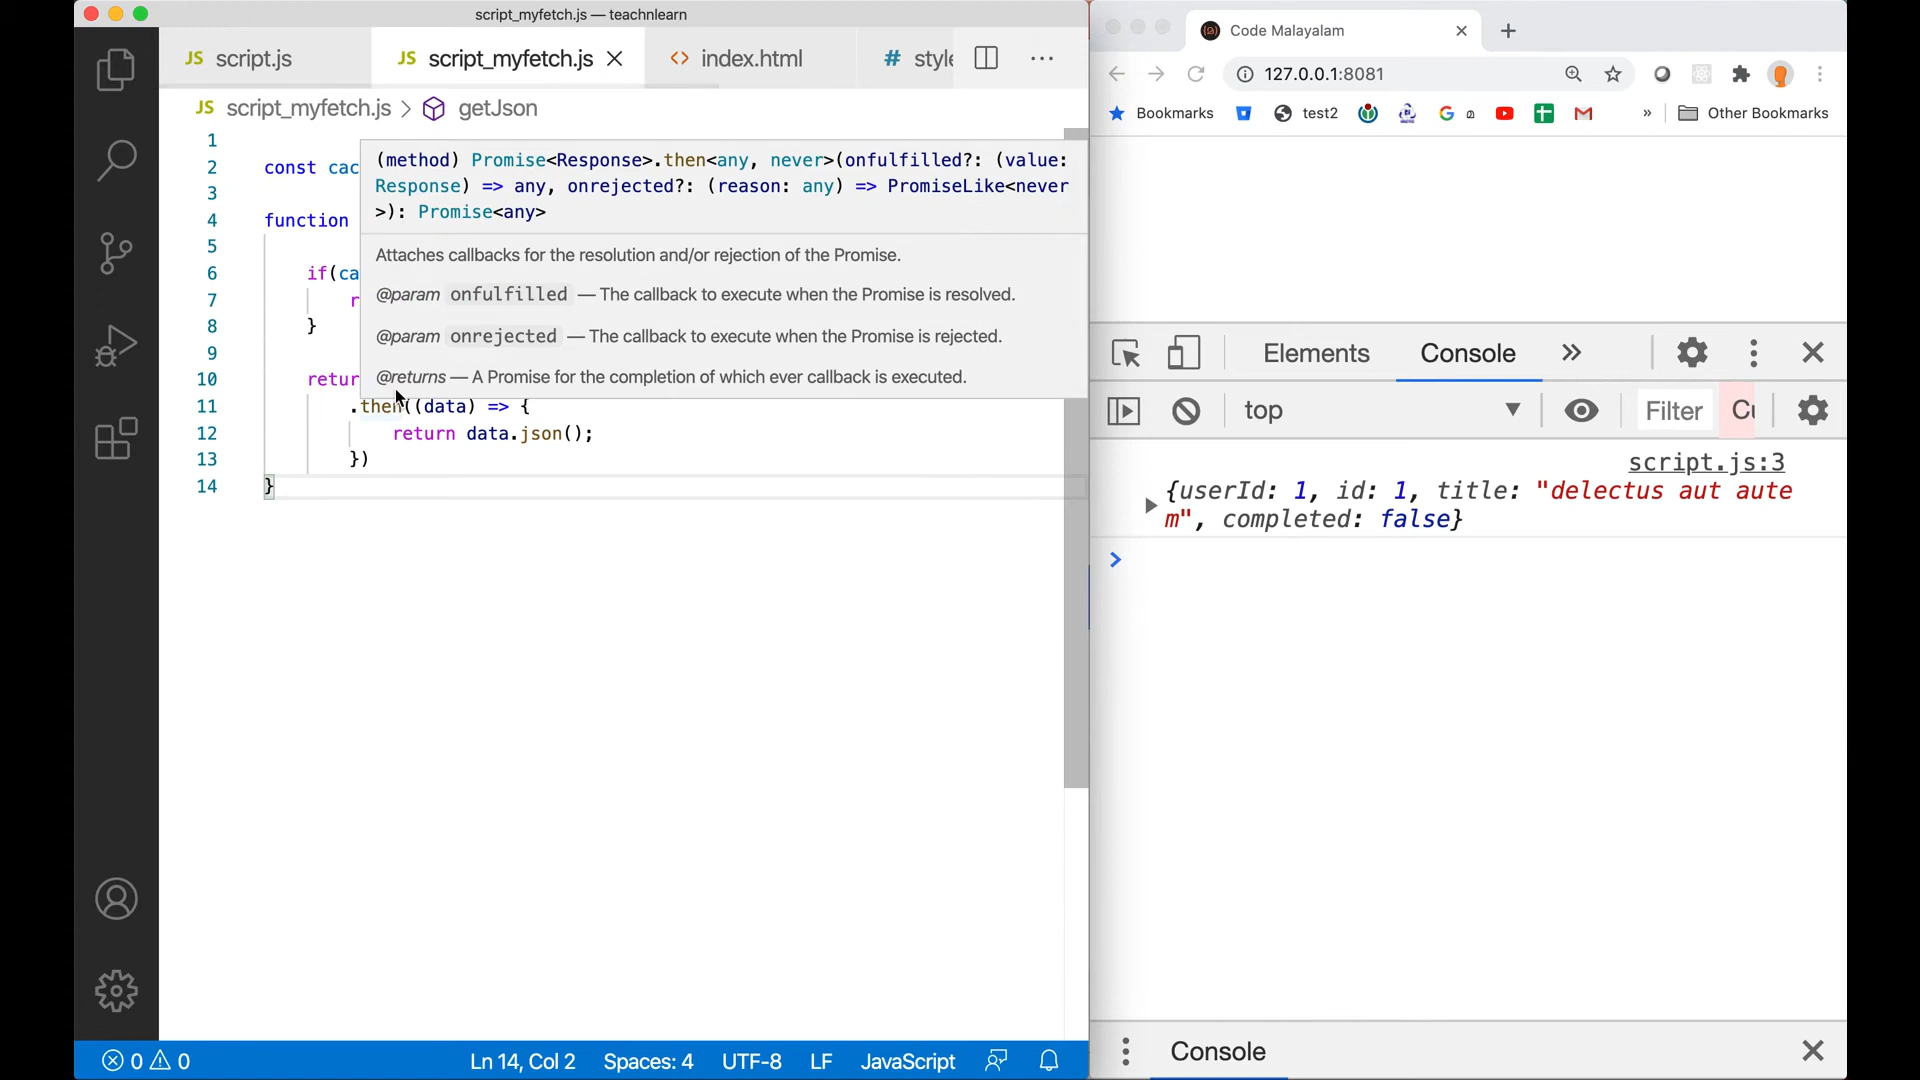 script_myfetch.js — teachnlearn
JS script.js
JS script_myfetch.js
<> index.html
# style
JS script_myfetch.js > getJson
1
2 const cac
3
4 function
5
6 if(ca
7 r
8 }
9
10 retur
11 .then((data) => {
12 return data.json();
13 })
14 }
(method) Promise<Response>.then<any, never>(onfulfilled?: (value:
Response) => any, onrejected?: (reason: any) => PromiseLike<never
>): Promise<any>
Attaches callbacks for the resolution and/or rejection of the Promise.
@param onfulfilled — The callback to execute when the Promise is resolved.
@param onrejected — The callback to execute when the Promise is rejected.
@returns — A Promise for the completion of which ever callback is executed.
0 0 Ln 14, Col 2 Spaces: 4 UTF-8 LF JavaScript
Code Malayalam
127.0.0.1:8081
Bookmarks test2 G ത » Other Bookmarks
Elements Console »
top Filter
script.js:3
{userId: 1, id: 1, title: "delectus aut aute
m", completed: false}
>
Console